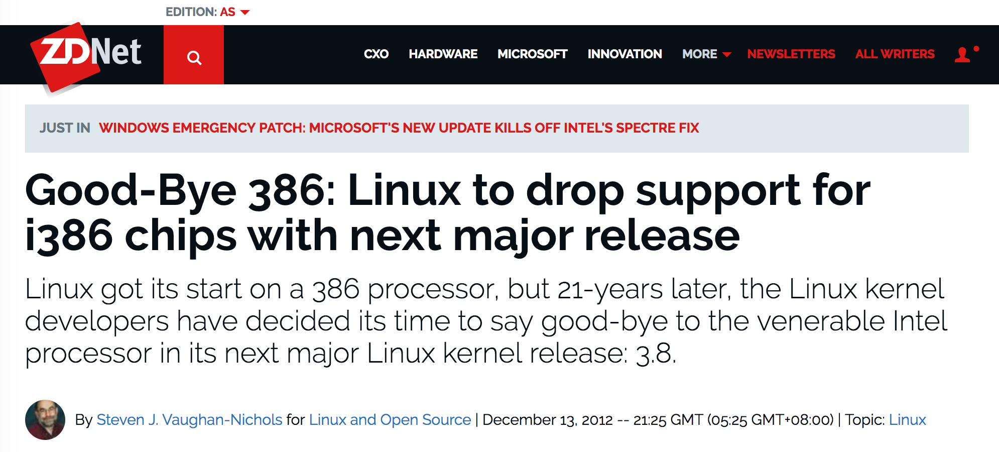 EDITION: AS
ZDNet
CXO HARDWARE MICROSOFT INNOVATION MORE NEWSLETTERS ALL WRITERS
JUST IN WINDOWS EMERGENCY PATCH: MICROSOFT'S NEW UPDATE KILLS OFF INTEL'S SPECTRE FIX
Good-Bye 386: Linux to drop support for
i386 chips with next major release
Linux got its start on a 386 processor, but 21-years later, the Linux kernel
developers have decided its time to say good-bye to the venerable Intel
processor in its next major Linux kernel release: 3.8.
By Steven J. Vaughan-Nichols for Linux and Open Source | December 13, 2012 -- 21:25 GMT (05:25 GMT+08:00) | Topic: Linux